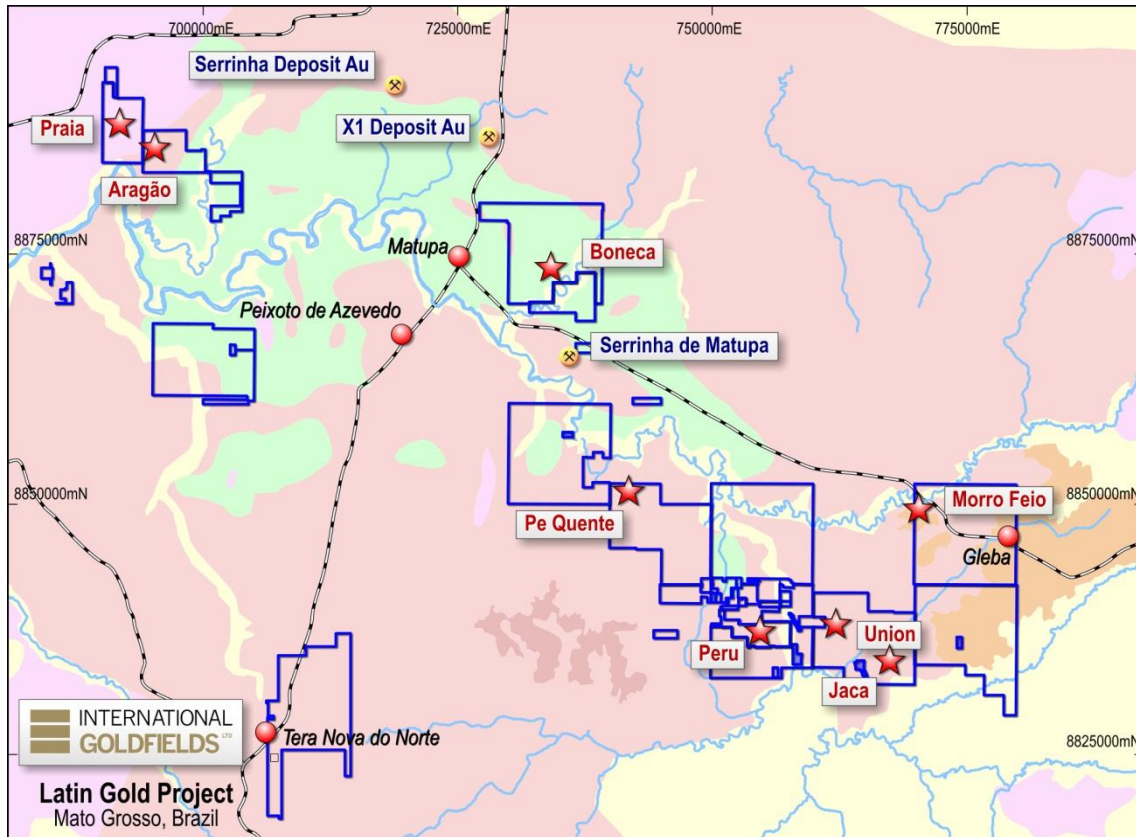 700000mE
725000mE
750000mE
775000mE
Serrinha Deposit Au
X1 Deposit Au
Praia
Aragão
8875000mN
8875000mN
Matupa
Boneca
Peixoto de Azevedo
Serrinha de Matupa
8850000mN
8850000mN
Pe Quente
Morro Feio
Gleba
Peru
Union
Jaca
INTERNATIONAL
GOLDFIELDS LTD
Tera Nova do Norte
8825000mN
Latin Gold Project
Mato Grosso, Brazil